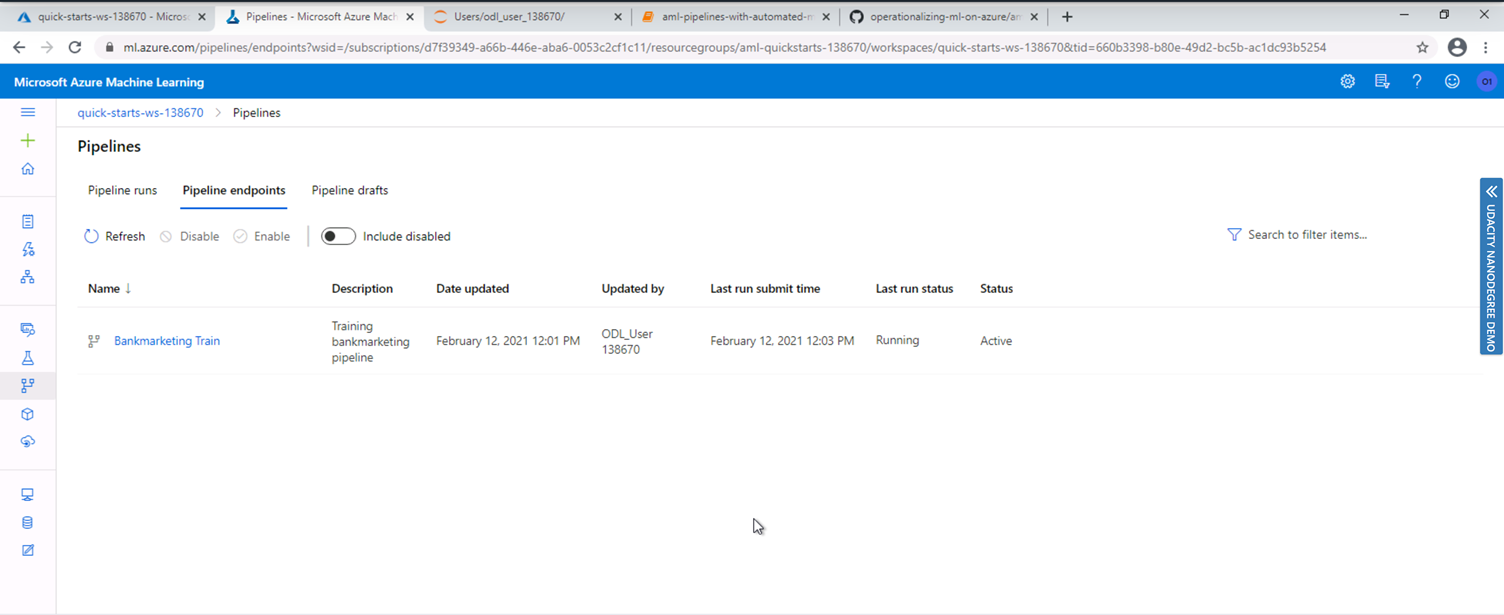 quick-starts-ws-138670 - Micros
Pipelines - Microsoft Azure Mach
Users/odl_user_138670/
aml-pipelines-with-automated-m
operationalizing-ml-on-azure/am
ml.azure.com/pipelines/endpoints?wsid=/subscriptions/d7f39349-a66b-446e-aba6-0053c2cf1c11/resourcegroups/aml-quickstarts-138670/workspaces/quick-starts-ws-138670&tid=660b3398-b80e-49d2-bc5b-ac1dc93b5254
Microsoft Azure Machine Learning
O1
quick-starts-ws-138670 > Pipelines
Pipelines
Pipeline runs Pipeline endpoints Pipeline drafts
Refresh Disable Enable Include disabled Search to filter items...
Name ↓ Description Date updated Updated by Last run submit time Last run status Status
Bankmarketing Train
Training
bankmarketing
pipeline
February 12, 2021 12:01 PM
ODL_User
138670
February 12, 2021 12:03 PM
Running
Active
UDACITY NANODEGREE DEMO